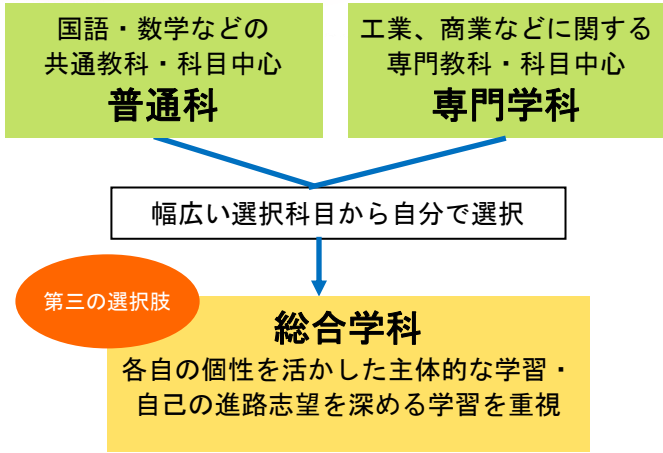 国語・数学などの
共通教科・科目中心
普通科
工業、商業などに関する
専門教科・科目中心
専門学科
幅広い選択科目から自分で選択
第三の選択肢
総合学科
各自の個性を活かした主体的な学習・
自己の進路志望を深める学習を重視